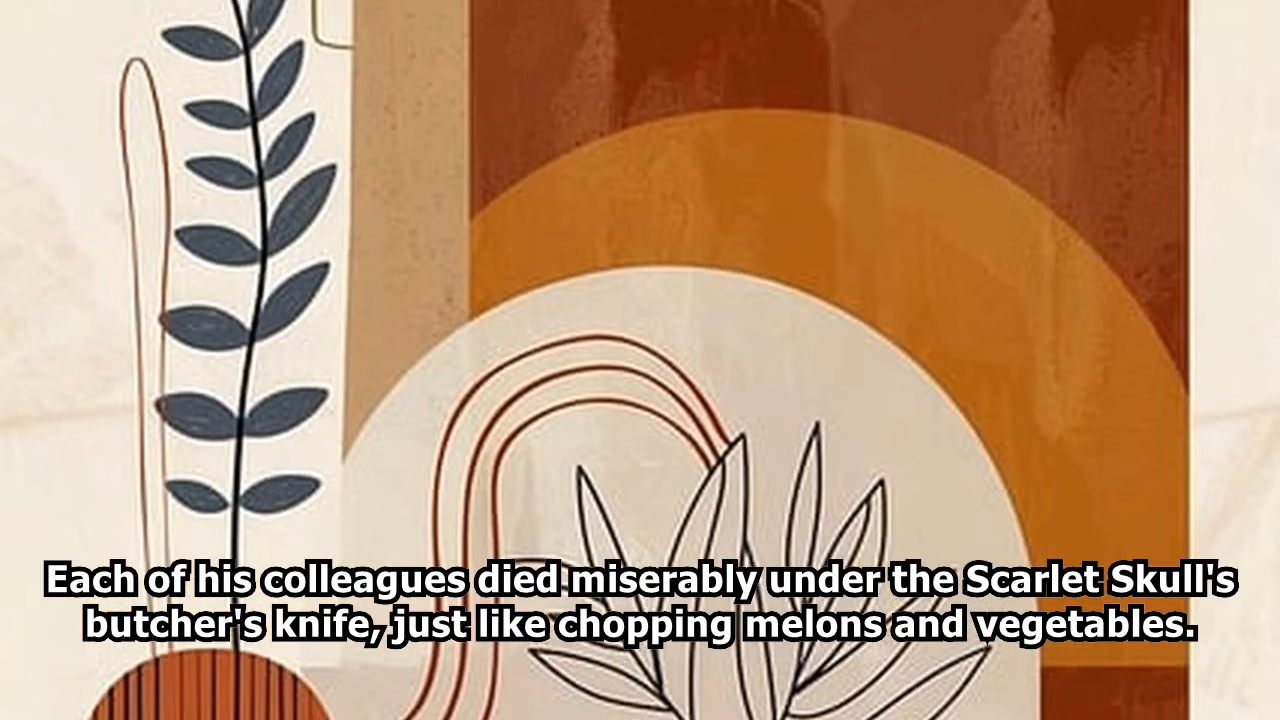 Each of his colleagues died miserably under the Scarlet Skull's
butcher's knife, just like chopping melons and vegetables.